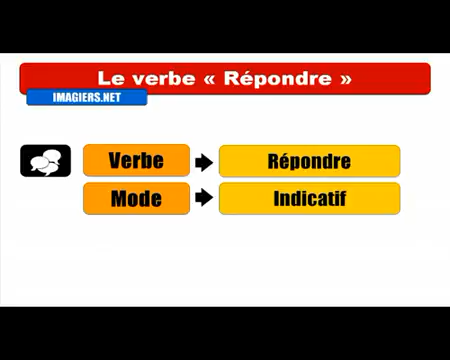 Le verbe « Répondre »
IMAGIERS.NET
Verbe Répondre
Mode Indicatif